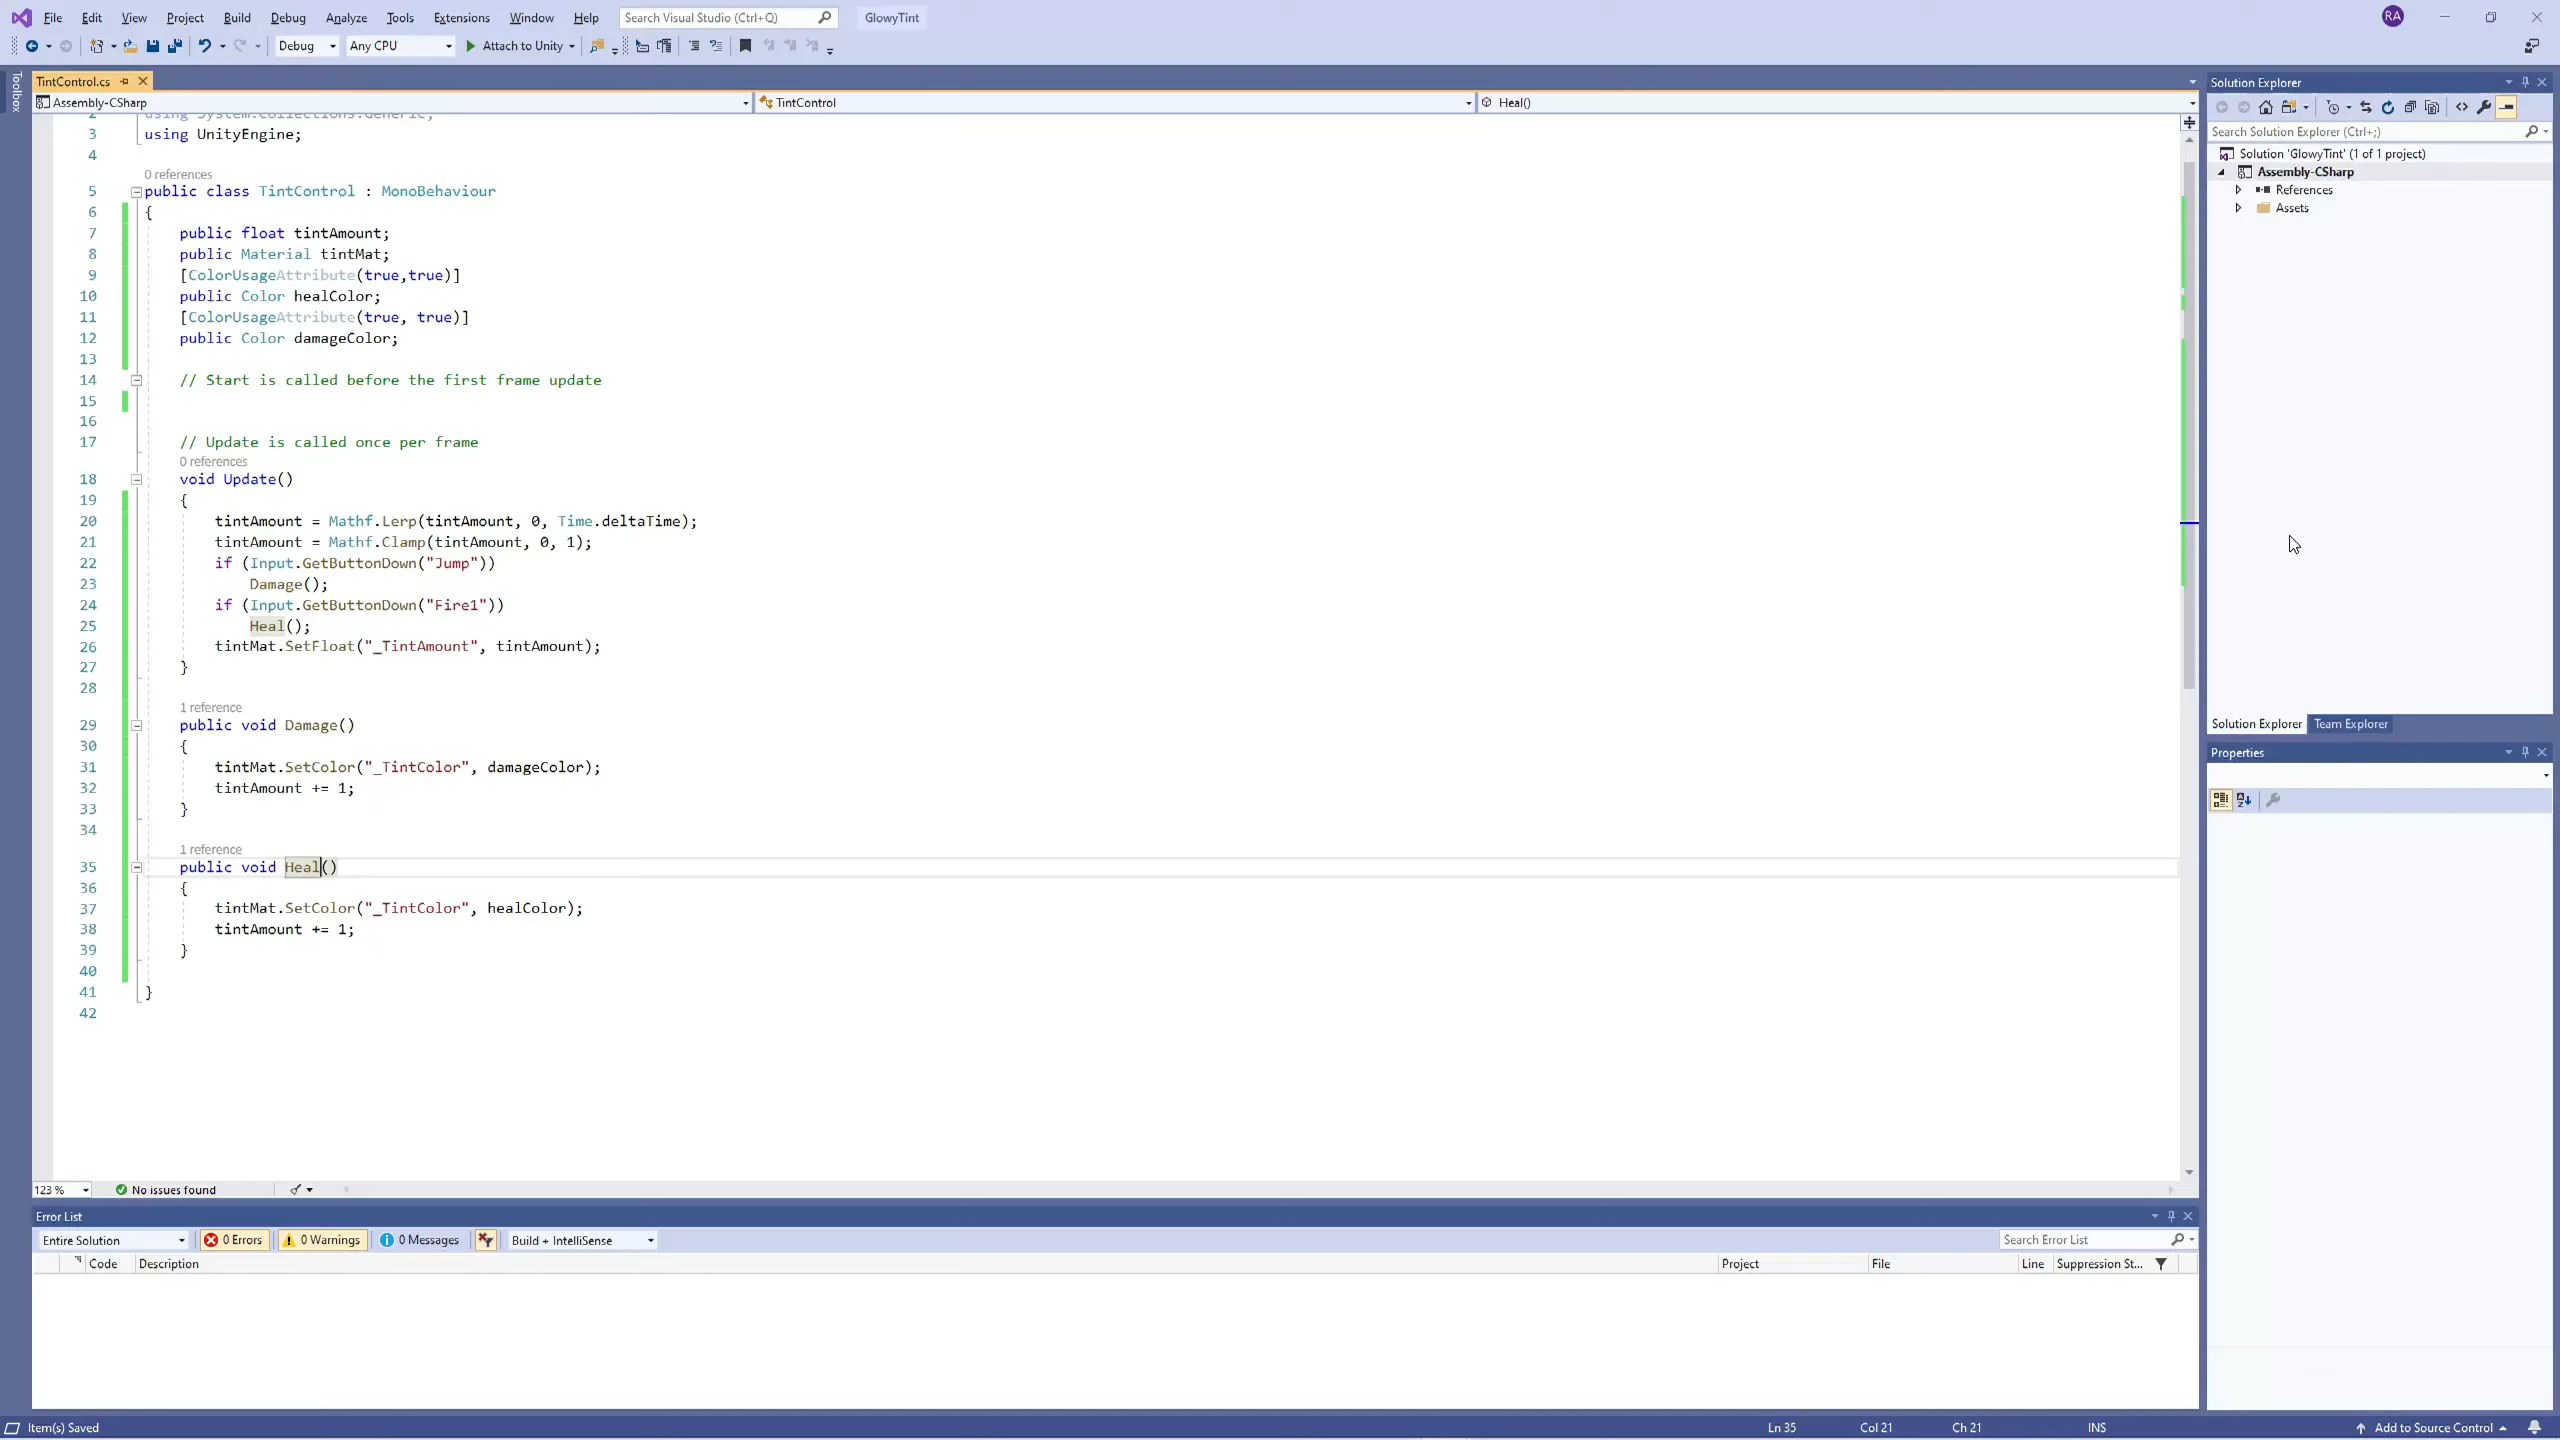 File Edit View Project Build Debug Analyze Tools Extensions Window Help Search Visual Studio (Ctrl+Q) GlowyTint RA
Debug Any CPU Attach to Unity
Toolbox
TintControl.cs
Assembly-CSharp TintControl Heal()
2 using System.Collections.Generic;
3 using UnityEngine;
4
0 references
5 public class TintControl : MonoBehaviour
6 {
7 public float tintAmount;
8 public Material tintMat;
9 [ColorUsageAttribute(true,true)]
10 public Color healColor;
11 [ColorUsageAttribute(true, true)]
12 public Color damageColor;
13
14 // Start is called before the first frame update
15
16
17 // Update is called once per frame
0 references
18 void Update()
19 {
20 tintAmount = Mathf.Lerp(tintAmount, 0, Time.deltaTime);
21 tintAmount = Mathf.Clamp(tintAmount, 0, 1);
22 if (Input.GetButtonDown("Jump"))
23 Damage();
24 if (Input.GetButtonDown("Fire1"))
25 Heal();
26 tintMat.SetFloat("_TintAmount", tintAmount);
27 }
28
1 reference
29 public void Damage()
30 {
31 tintMat.SetColor("_TintColor", damageColor);
32 tintAmount += 1;
33 }
34
1 reference
35 public void Heal()
36 {
37 tintMat.SetColor("_TintColor", healColor);
38 tintAmount += 1;
39 }
40
41 }
42
123 % No issues found
Error List
Entire Solution 0 Errors 0 Warnings 0 Messages Build + IntelliSense Search Error List
Code Description Project File Line Suppression St...
Solution Explorer
Search Solution Explorer (Ctrl+;)
Solution 'GlowyTint' (1 of 1 project)
Assembly-CSharp
References
Assets
Solution Explorer Team Explorer
Properties
Item(s) Saved Ln 35 Col 21 Ch 21 INS Add to Source Control